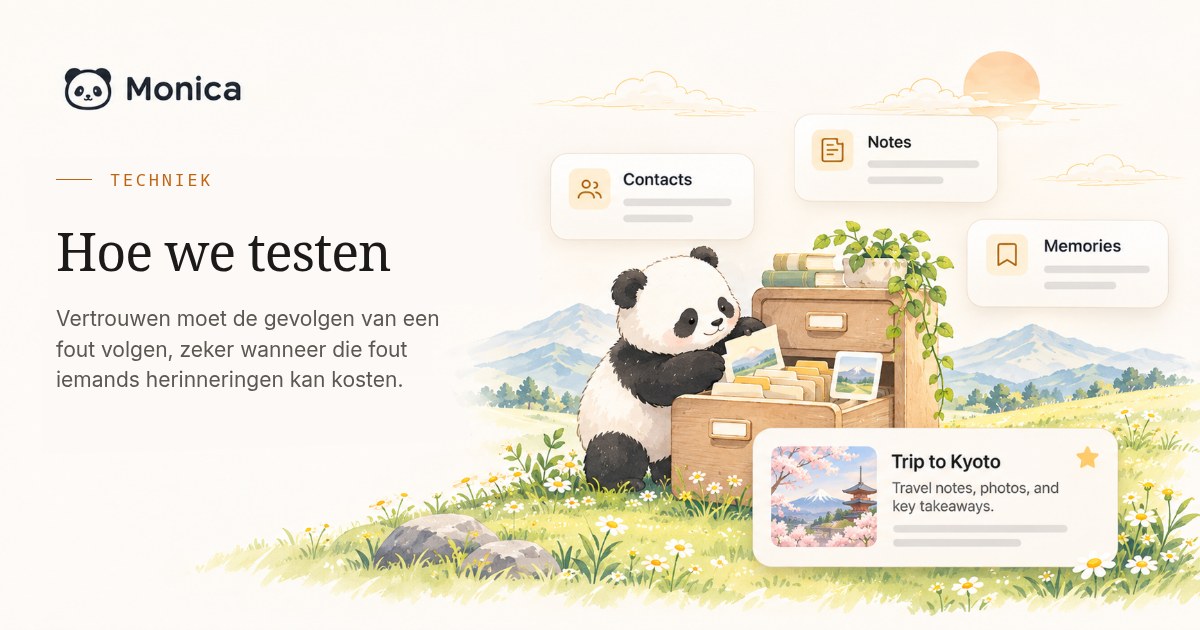 Monica
TECHNIEK
Hoe we testen
Vertrouwen moet de gevolgen van een
fout volgen, zeker wanneer die fout
iemands herinneringen kan kosten.
Contacts
Notes
Memories
Trip to Kyoto
Travel notes, photos, and
key takeaways.